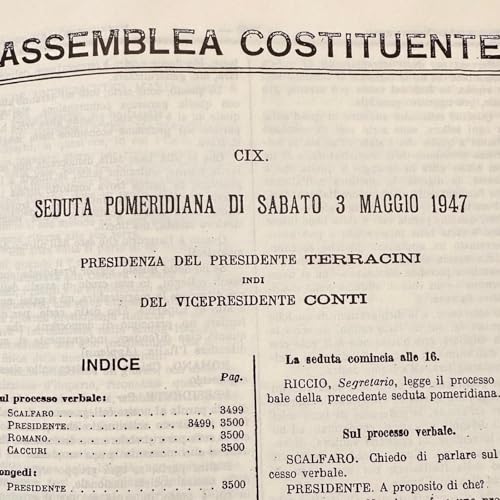 ASSEMBLEA COSTITUENTE
CIX.
SEDUTA POMERIDIANA DI SABATO 3 MAGGIO 1947
PRESIDENZA DEL PRESIDENTE TERRACINI
INDI
DEL VICEPRESIDENTE CONTI
INDICE
Pag.
ul processo verbale:
SCALFARO . . . . . . . . . . . . . . . 3499
PRESIDENTE. . . . . . . . . . . . 3499, 3500
ROMANO. . . . . . . . . . . . . . . . 3500
CACCURI . . . . . . . . . . . . . . . 3500
ongedi:
PRESIDENTE . . . . . . . . . . . . . . 3500
La seduta comincia alle 16.
RICCIO, Segretario, legge il processo
bale della precedente seduta pomeridiana.
Sul processo verbale.
SCALFARO. Chiedo di parlare sul
cesso verbale.
PRESIDENTE. A proposito di che?